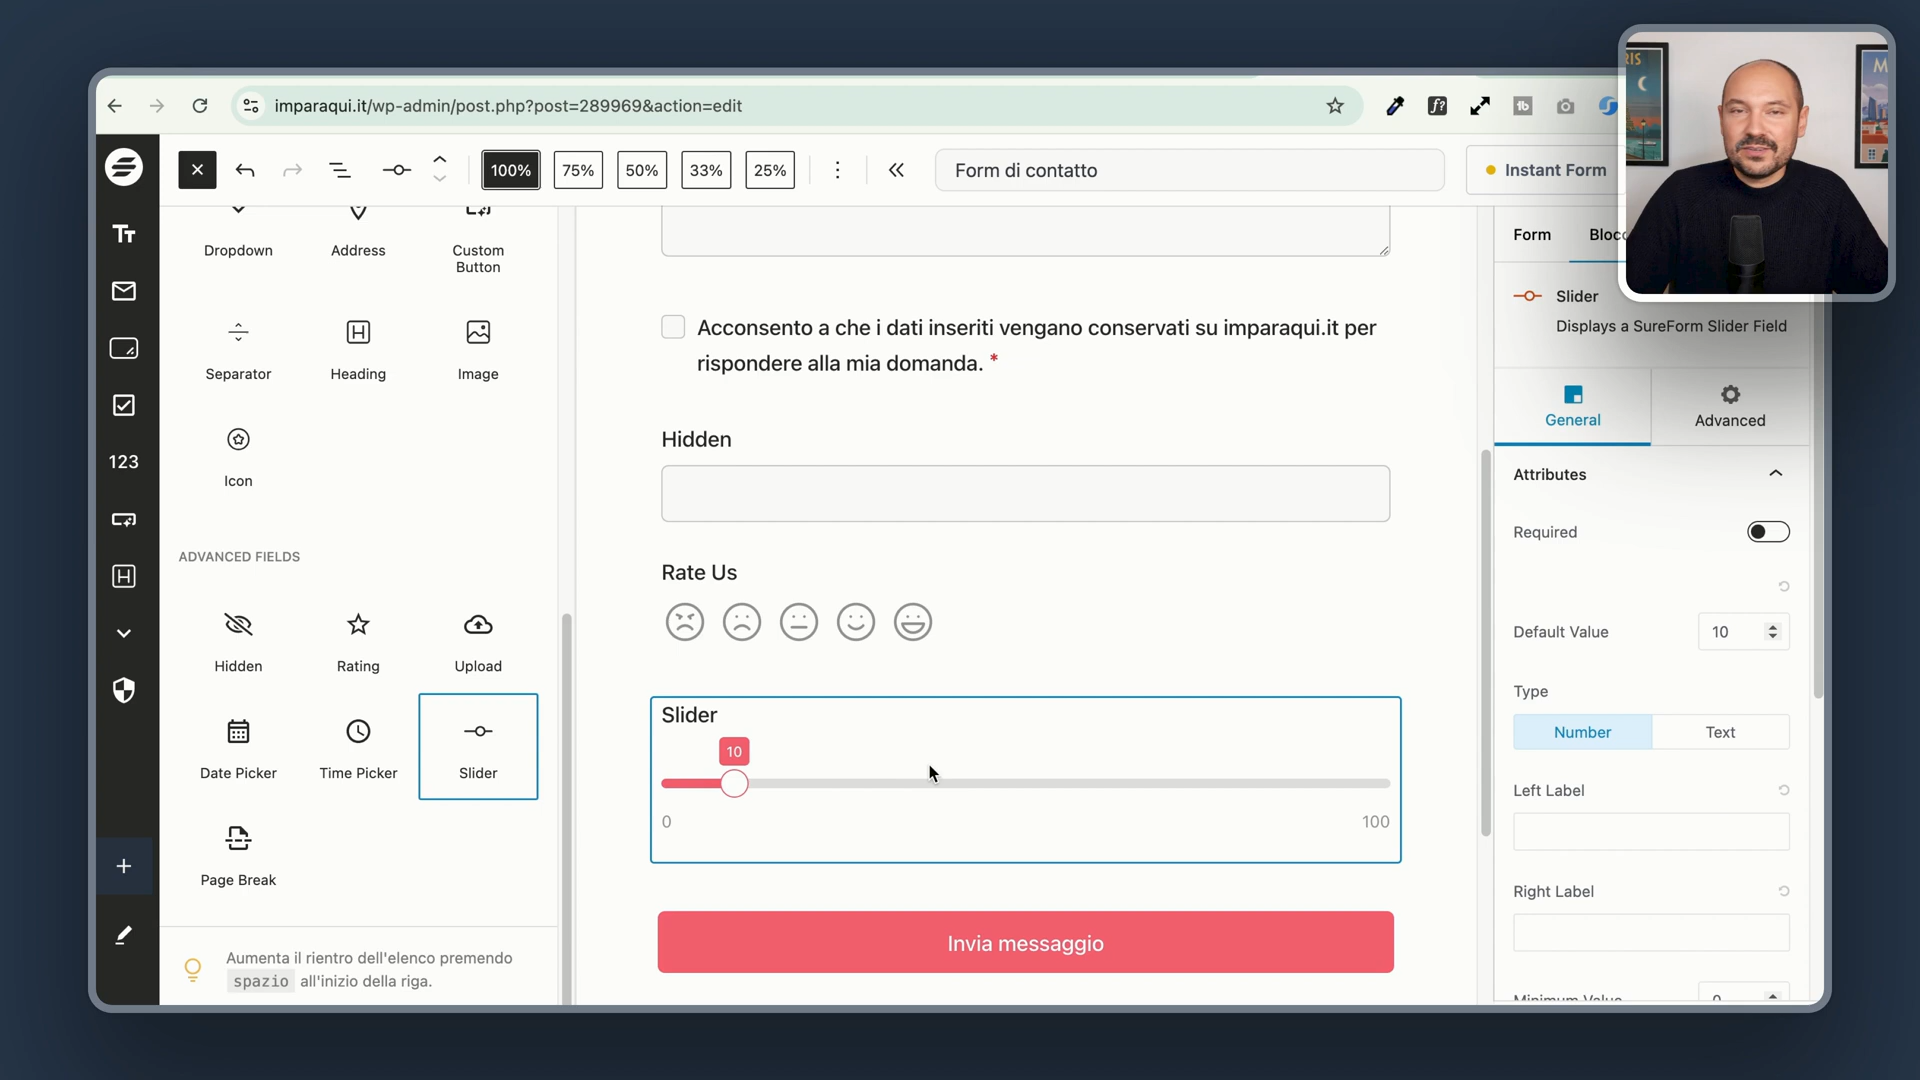 RIS
M
imparaqui.it/wp-admin/post.php?post=289969&action=edit
100%
75%
50%
33%
25%
Form di contatto
Instant Form
Tт
123
Dropdown
Address
Custom
Button
Separator
Heading
Image
Icon
ADVANCED FIELDS
Hidden
Rating
Upload
Date Picker
Time Picker
Slider
Page Break
Aumenta il rientro dell'elenco premendo
spazio all'inizio della riga.
Acconsento a che i dati inseriti vengano conservati su imparaqui.it per
rispondere alla mia domanda. *
Hidden
Rate Us
Slider
10
0
100
Invia messaggio
Form
Blocc
Slider
Displays a SureForm Slider Field
General
Advanced
Attributes
Required
Default Value
10
Type
Number
Text
Left Label
Right Label
Minimum Value
0